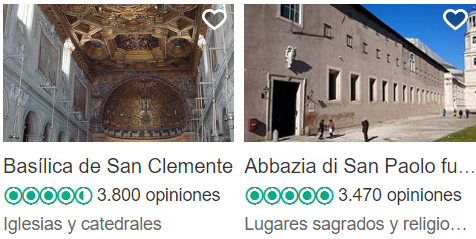 Basílica de San Clemente
3.800 opiniones
Iglesias y catedrales
Abbazia di San Paolo fu...
3.470 opiniones
Lugares sagrados y religio...